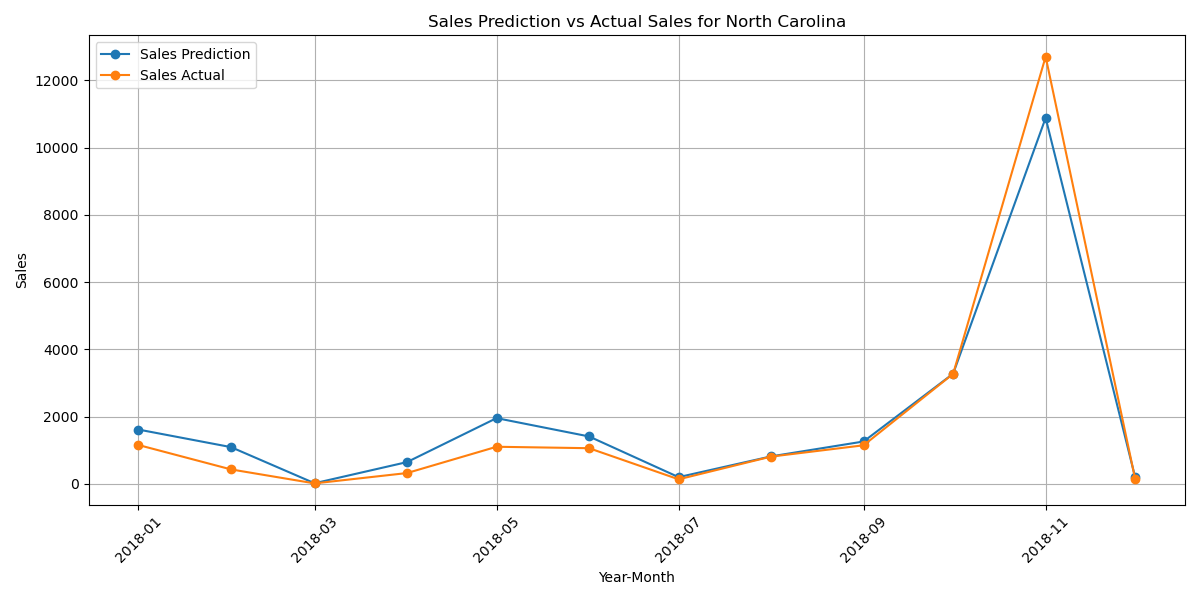 Sales Prediction vs Actual Sales for North Carolina
Sales Prediction
Sales Actual
12000
10000
8000
6000
4000
2000
0
Sales
2018-01
2018-03
2018-05
2018-07
2018-09
2018-11
Year-Month